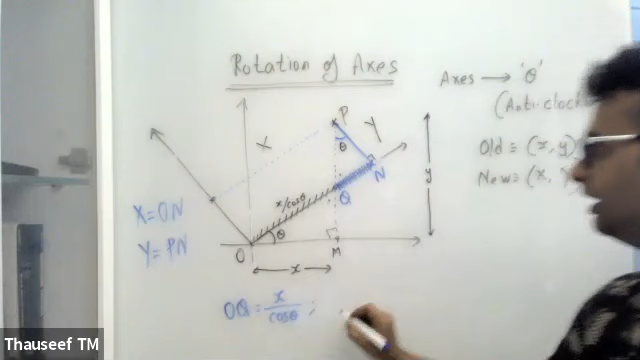 Rotation of Axes
Axes → 'θ'
(Anti-clock
Old ≡ (x, y)
New ≡ (X,
P
X
Y
θ
N
y
x/cosθ
Q
X = ON
Y = PN
θ
O
M
x
OQ = x/cosθ ;
Thauseef TM